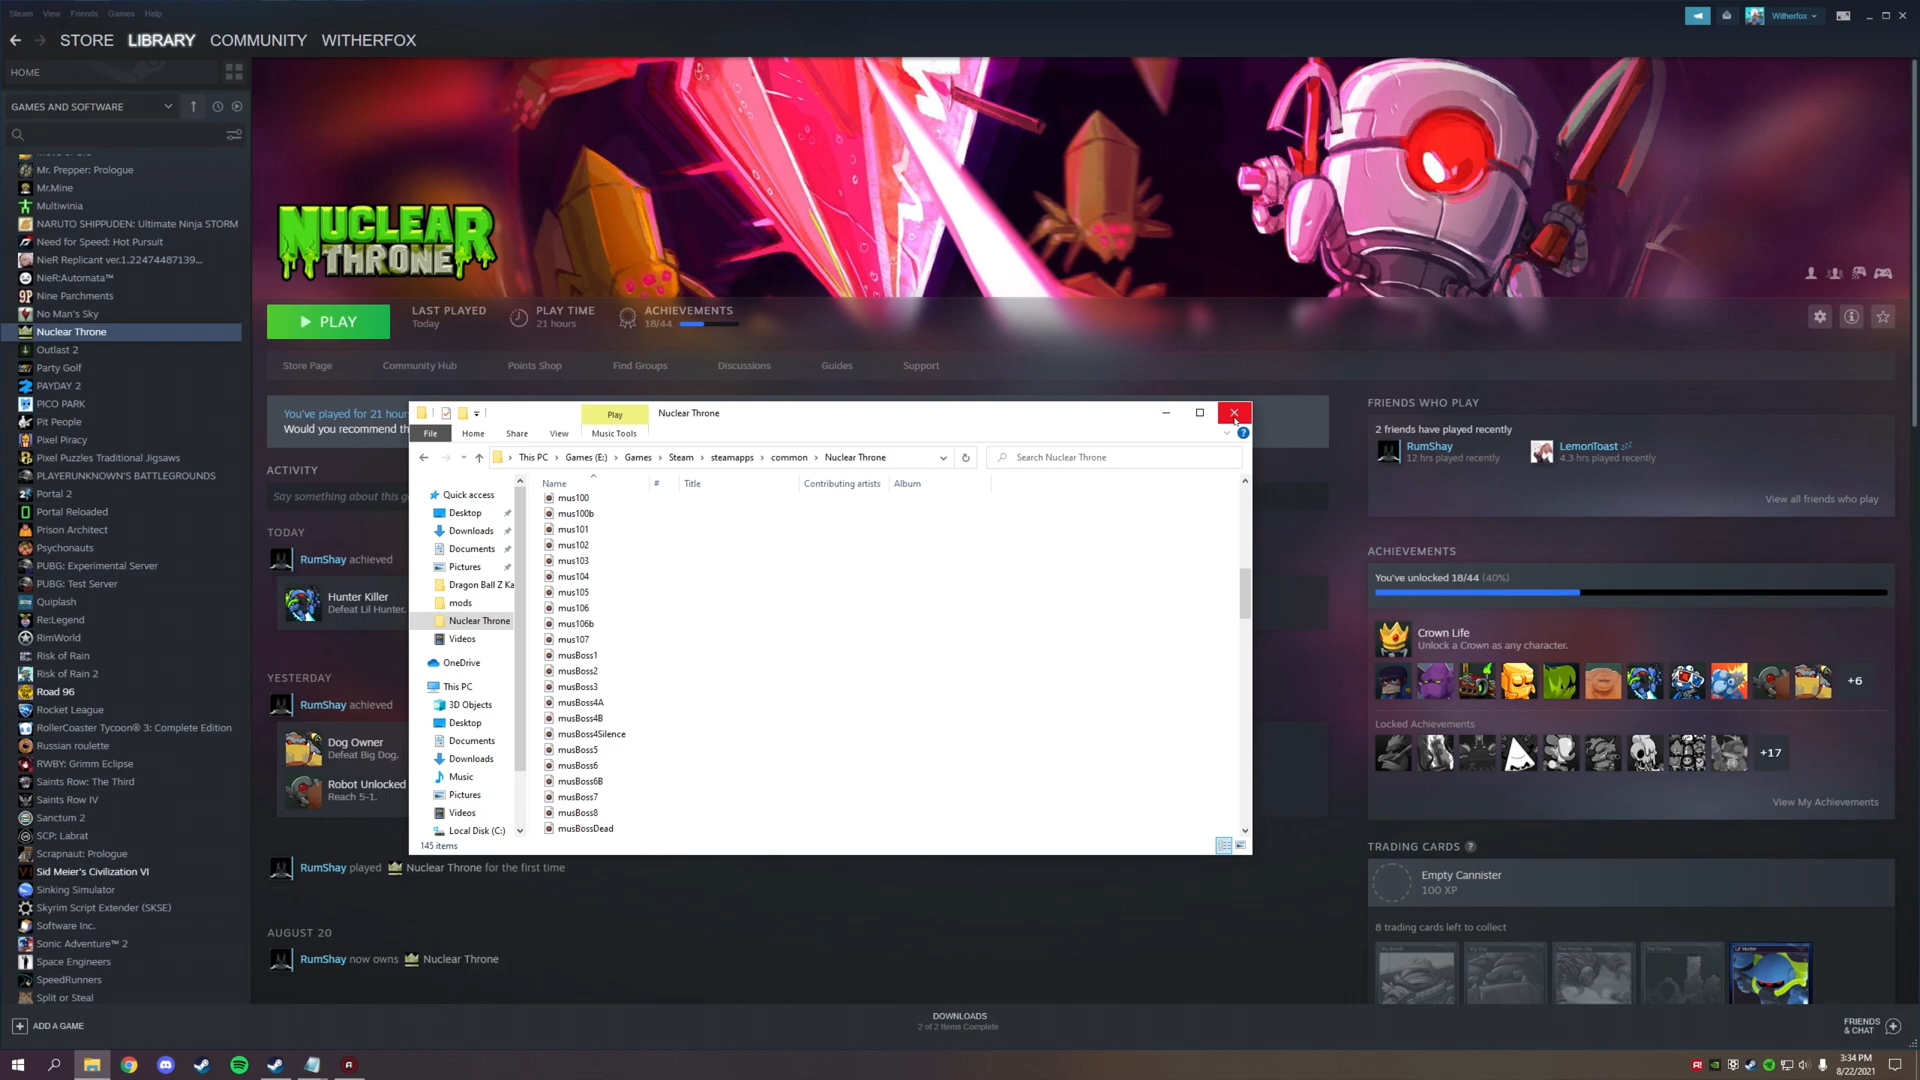 Steam View Friends Games Help
Witherfox
STORE LIBRARY COMMUNITY WITHERFOX
HOME
GAMES AND SOFTWARE
Mr. Prepper: Prologue
Mr.Mine
Multiwinia
NARUTO SHIPPUDEN: Ultimate Ninja STORM
Need for Speed: Hot Pursuit
NieR Replicant ver.1.22474487139...
NieR:Automata™
Nine Parchments
No Man's Sky
Nuclear Throne
Outlast 2
Party Golf
PAYDAY 2
PICO PARK
Pit People
Pixel Piracy
Pixel Puzzles Traditional Jigsaws
PLAYERUNKNOWN'S BATTLEGROUNDS
Portal 2
Portal Reloaded
Prison Architect
Psychonauts
PUBG: Experimental Server
PUBG: Test Server
Quiplash
Re:Legend
RimWorld
Risk of Rain
Risk of Rain 2
Road 96
Rocket League
RollerCoaster Tycoon® 3: Complete Edition
Russian roulette
RWBY: Grimm Eclipse
Saints Row: The Third
Saints Row IV
Sanctum 2
SCP: Labrat
Scrapnaut: Prologue
Sid Meier's Civilization VI
Sinking Simulator
Skyrim Script Extender (SKSE)
Software Inc.
Sonic Adventure™ 2
Space Engineers
SpeedRunners
Split or Steal
ADD A GAME
NUCLEAR
THRONE
PLAY
LAST PLAYED
Today
PLAY TIME
21 hours
ACHIEVEMENTS
18/44
Store Page Community Hub Points Shop Find Groups Discussions Guides Support
You've played for 21 hour
Would you recommend th
ACTIVITY
Say something about this g
TODAY
RumShay achieved
Hunter Killer
Defeat Lil Hunter.
YESTERDAY
RumShay achieved
Dog Owner
Defeat Big Dog.
Robot Unlocked
Reach 5-1.
RumShay played Nuclear Throne for the first time
AUGUST 20
RumShay now owns Nuclear Throne
Play
Nuclear Throne
File Home Share View Music Tools
This PC Games (E:) Games Steam steamapps common Nuclear Throne
Search Nuclear Throne
Name # Title Contributing artists Album
Quick access
Desktop
Downloads
Documents
Pictures
Dragon Ball Z Ka
mods
Nuclear Throne
Videos
OneDrive
This PC
3D Objects
Desktop
Documents
Downloads
Music
Pictures
Videos
Local Disk (C:)
mus100
mus100b
mus101
mus102
mus103
mus104
mus105
mus106
mus106b
mus107
musBoss1
musBoss2
musBoss3
musBoss4A
musBoss4B
musBoss4Silence
musBoss5
musBoss6
musBoss6B
musBoss7
musBoss8
musBossDead
145 items
FRIENDS WHO PLAY
2 friends have played recently
RumShay
12 hrs played recently
LemonToast
4.3 hrs played recently
View all friends who play
ACHIEVEMENTS
You've unlocked 18/44 (40%)
Crown Life
Unlock a Crown as any character.
+6
Locked Achievements
+17
View My Achievements
TRADING CARDS ?
Empty Cannister
100 XP
8 trading cards left to collect
DOWNLOADS
2 of 2 Items Complete
FRIENDS
& CHAT
3:34 PM
8/22/2021